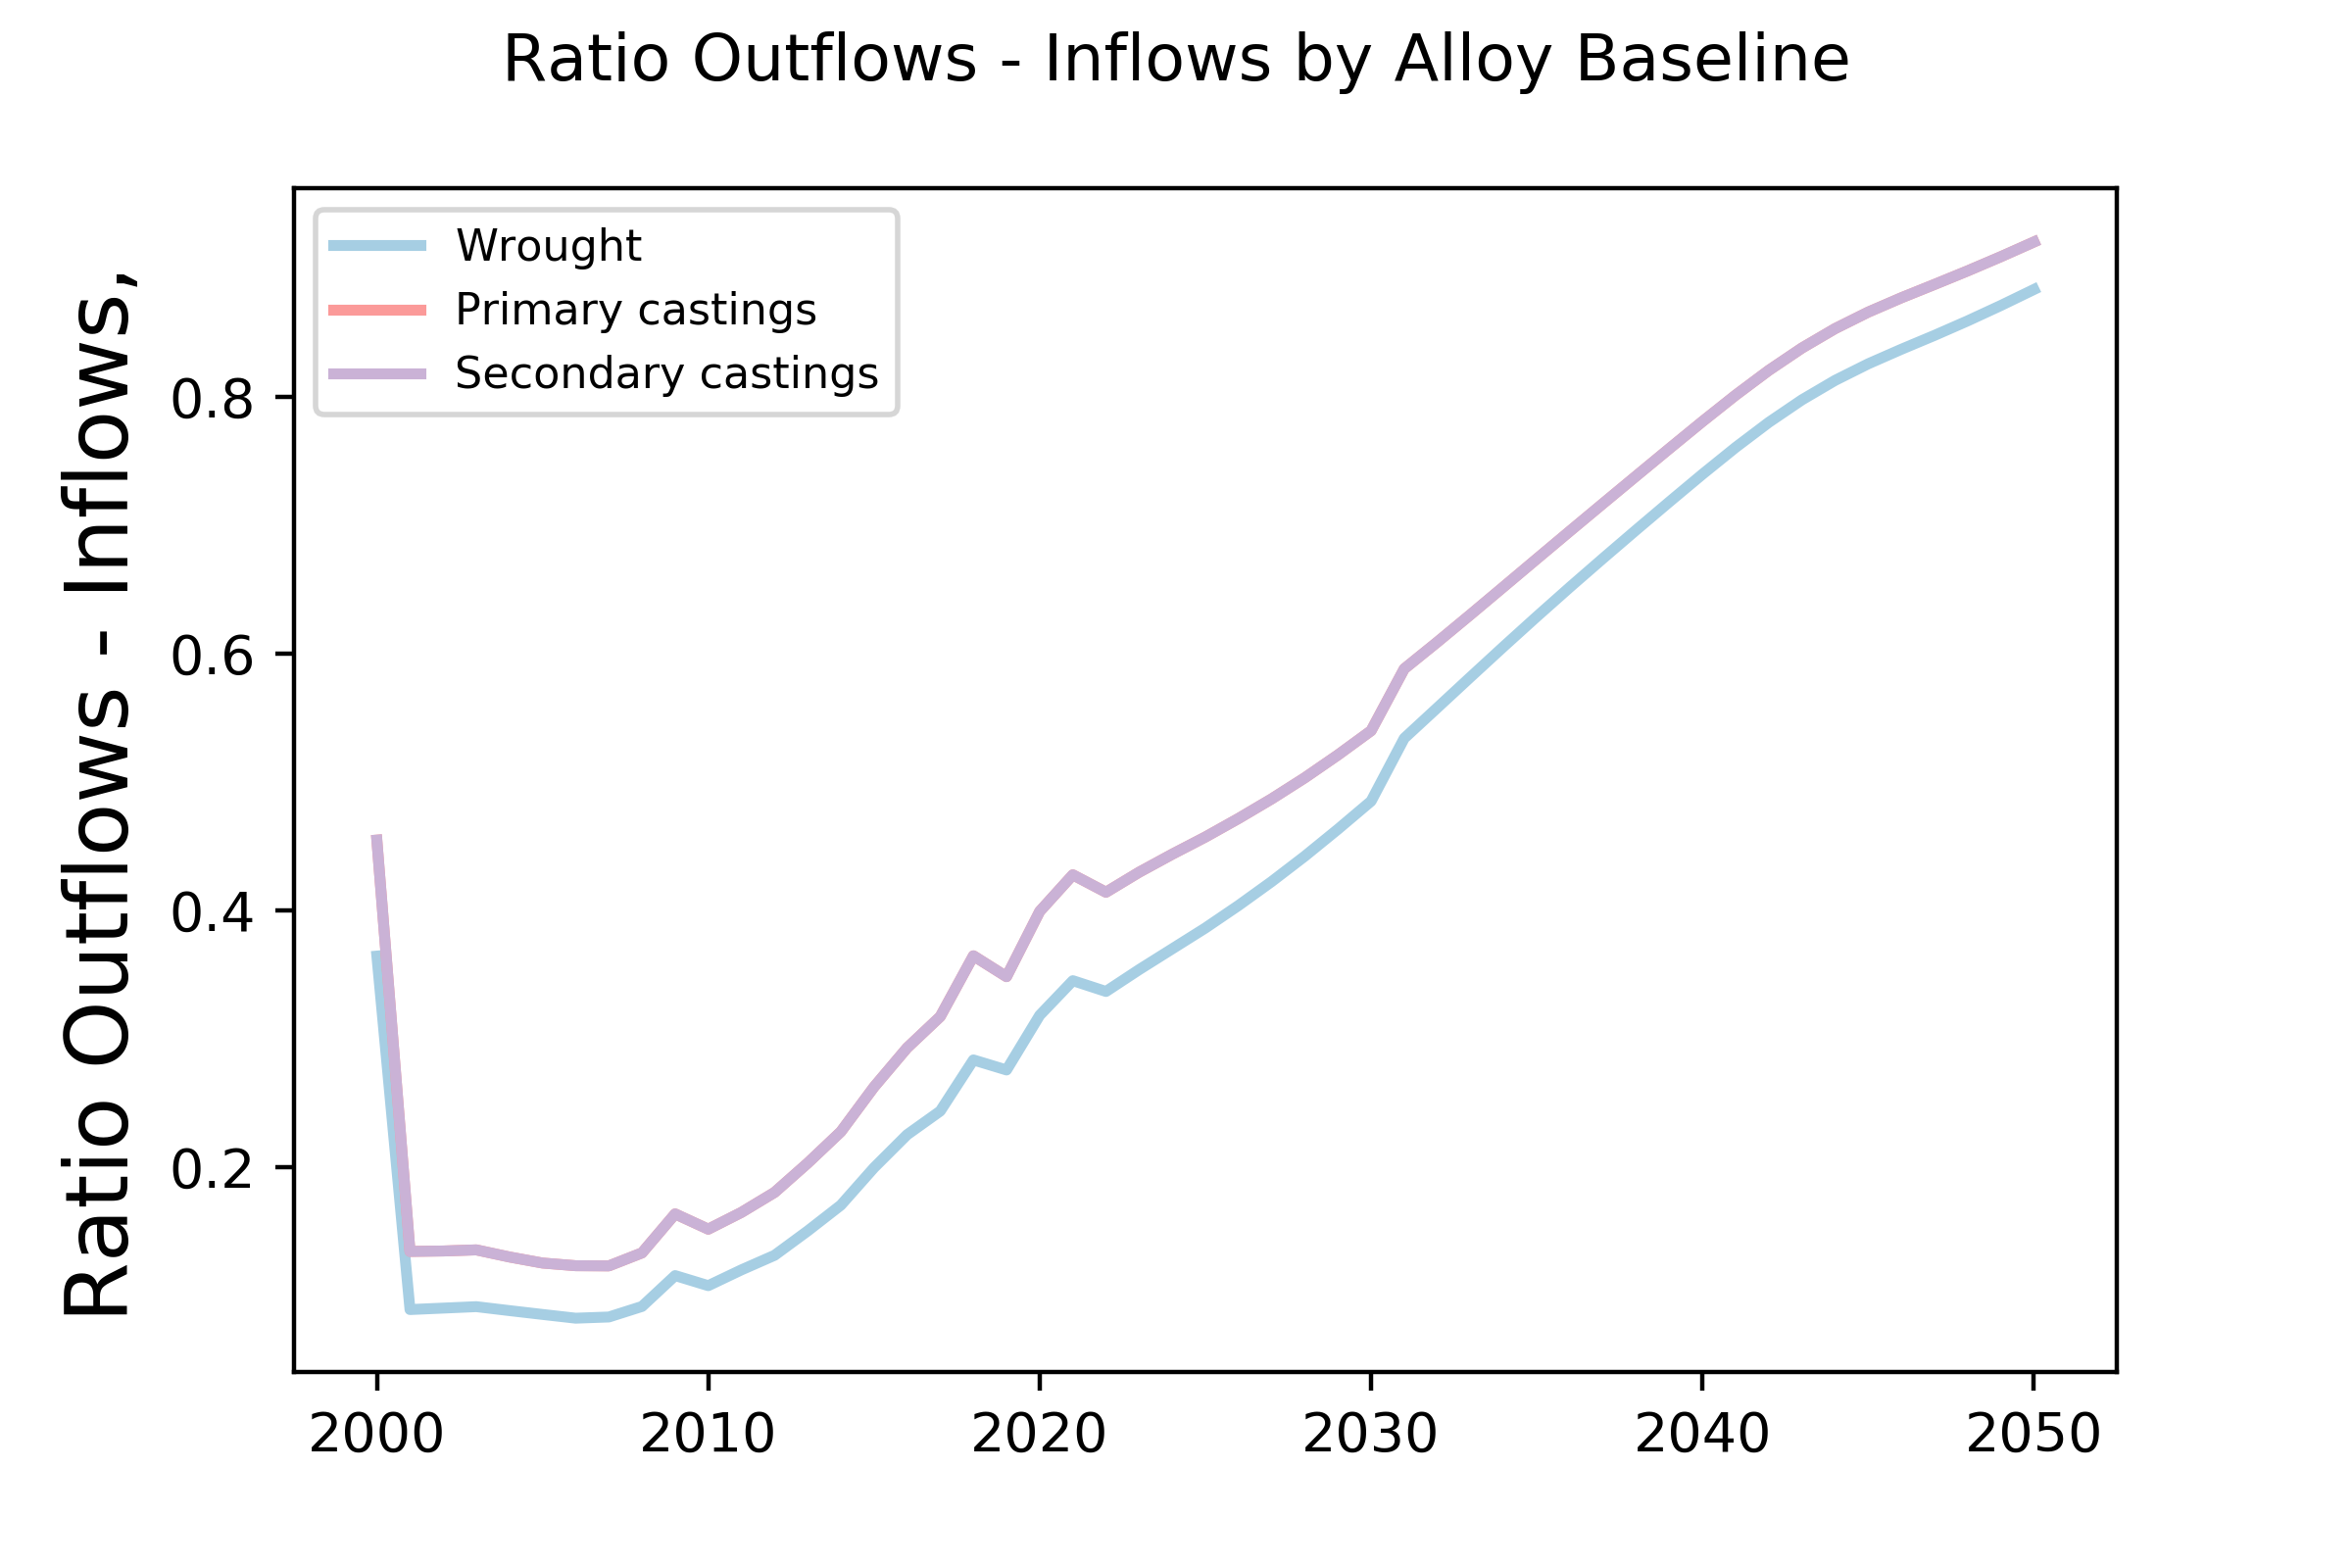 Ratio Outflows - Inflows by Alloy Baseline
Ratio Outflows - Inflows,
Wrought
Primary castings
Secondary castings
0.8
0.6
0.4
0.2
2000 2010 2020 2030 2040 2050